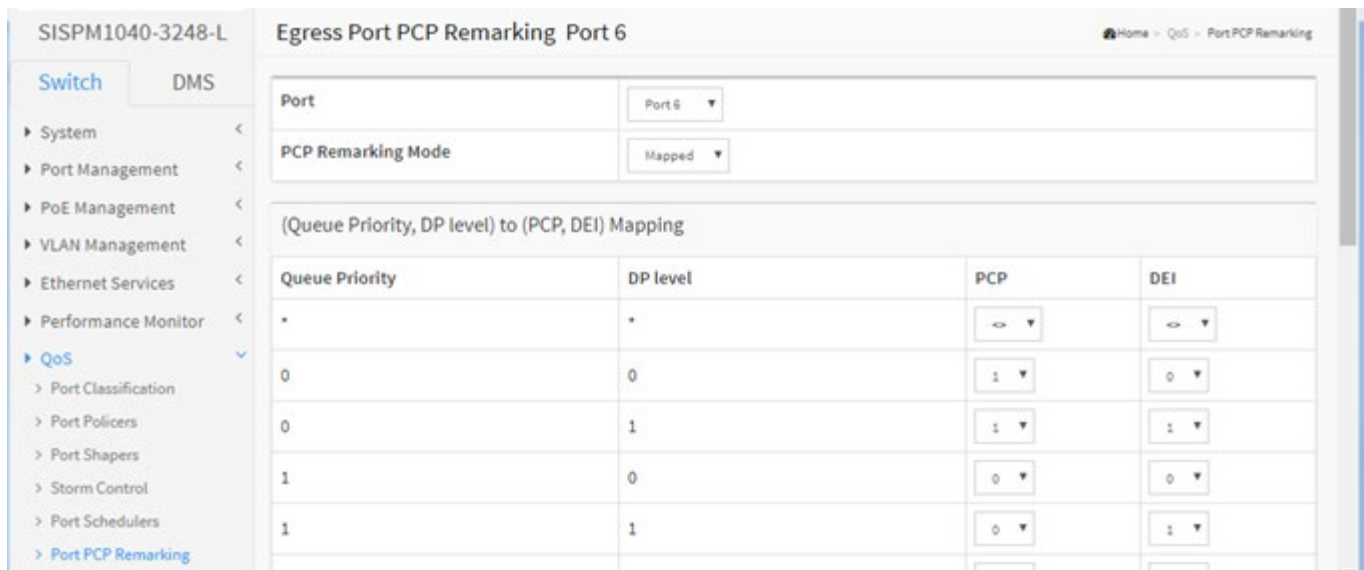 SISPM1040-3248-L
Egress Port PCP Remarking Port 6
Home > QoS > Port PCP Remarking
Switch DMS
System
Port Management
PoE Management
VLAN Management
Ethernet Services
Performance Monitor
QoS
Port Classification
Port Policers
Port Shapers
Storm Control
Port Schedulers
Port PCP Remarking
Port Port 6
PCP Remarking Mode Mapped
(Queue Priority, DP level) to (PCP, DEI) Mapping
Queue Priority DP level PCP DEI
* * <> <>
0 0 1 0
0 1 1 1
1 0 0 0
1 1 0 1